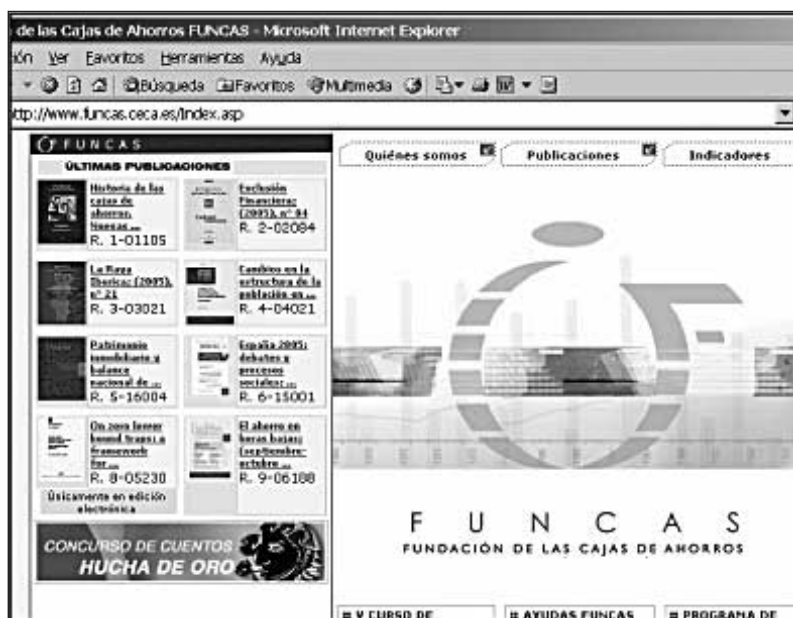 de las Cajas de Ahorros FUNCAS - Microsoft Internet Explorer
ión Ver Favoritos Herramientas Ayuda
Búsqueda Favoritos Multimedia
ttp://www.funcas.ceca.es/Index.asp
FUNCAS
ÚLTIMAS PUBLICACIONES
Historia de las
cajas de
ahorro.
Nuevas ...
R. 1-01105
Exclusión
Financiera;
(2005), nº 84
R. 2-02084
La Raya
Iberica; (2005),
nº 21
R. 3-03021
Cambios en la
estructura de la
población en ...
R. 4-04021
Patrimonio
inmobiliario y
balance
nacional de ...
R. 5-16004
España 2005:
debates y
procesos
sociales; ...
R. 6-15001
On zero lower
bound traps: a
framework
for ...
R. 8-05230
El ahorro en
horas bajas;
(septiembre-
octubre ...
R. 9-06188
Únicamente en edición
electrónica
CONCURSO DE CUENTOS
HUCHA DE ORO
Quiénes somos
Publicaciones
Indicadores
FUNCAS
FUNDACIÓN DE LAS CAJAS DE AHORROS
V CURSO DE
AYUDAS FUNCAS
PROGRAMA DE